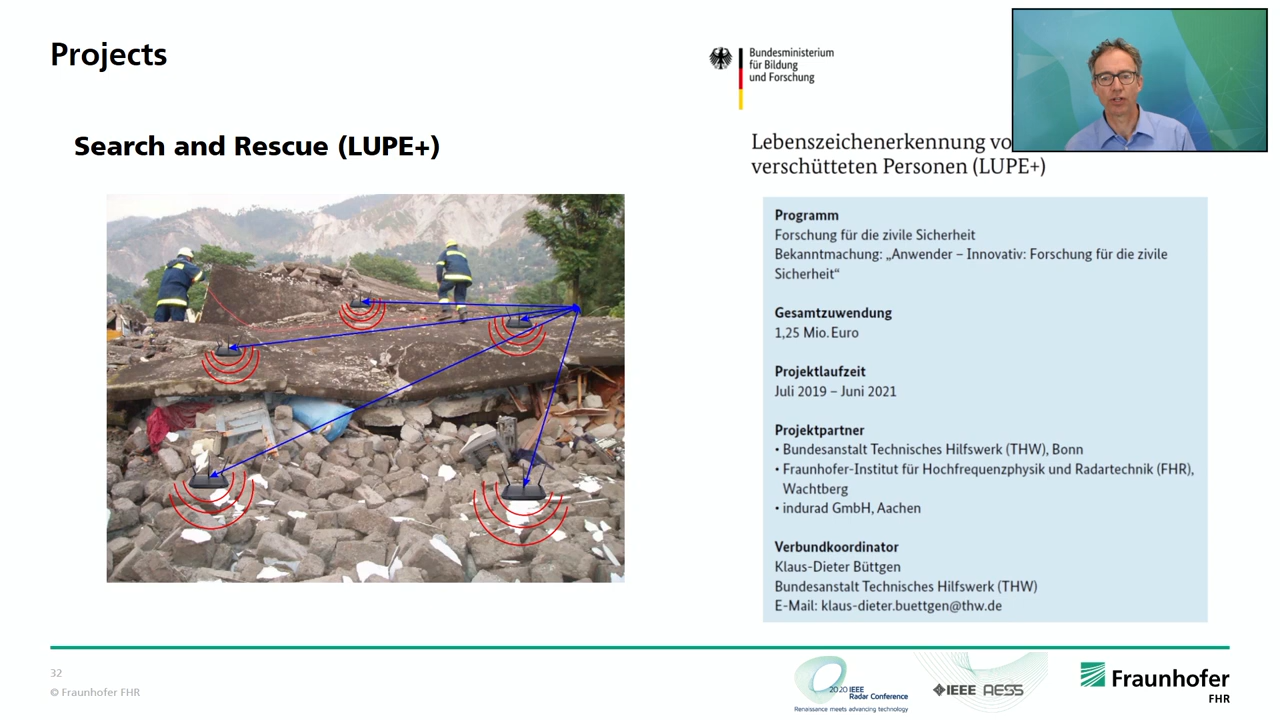 Projects
Bundesministerium
für Bildung
und Forschung
Search and Rescue (LUPE+)
Lebenszeichenerkennung
verschütteten Personen (LUPE+)
Programm
Forschung für die zivile Sicherheit
Bekanntmachung: „Anwender – Innovativ: Forschung für die zivile
Sicherheit“
Gesamtzuwendung
1,25 Mio. Euro
Projektlaufzeit
Juli 2019 – Juni 2021
Projektpartner
• Bundesanstalt Technisches Hilfswerk (THW), Bonn
• Fraunhofer-Institut für Hochfrequenzphysik und Radartechnik (FHR),
Wachtberg
• indurad GmbH, Aachen
Verbundkoordinator
Klaus-Dieter Büttgen
Bundesanstalt Technisches Hilfswerk (THW)
E-Mail: klaus-dieter.buettgen@thw.de
32
© Fraunhofer FHR
2020 IEEE
Radar Conference
Renaissance meets advancing technology
IEEE AESS
Fraunhofer
FHR